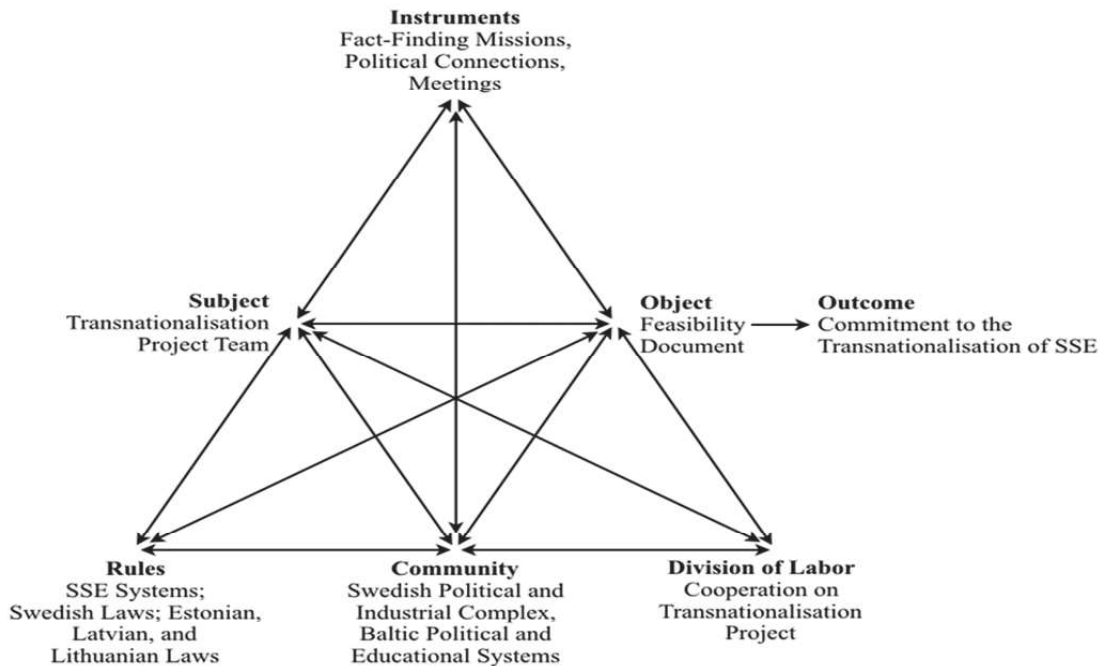 Instruments
Fact-Finding Missions,
Political Connections,
Meetings
Subject
Transnationalisation
Project Team
Object
Feasibility
Document
Outcome
Commitment to the
Transnationalisation of SSE
Rules
SSE Systems;
Swedish Laws; Estonian,
Latvian, and
Lithuanian Laws
Community
Swedish Political and
Industrial Complex,
Baltic Political and
Educational Systems
Division of Labor
Cooperation on
Transnationalisation
Project